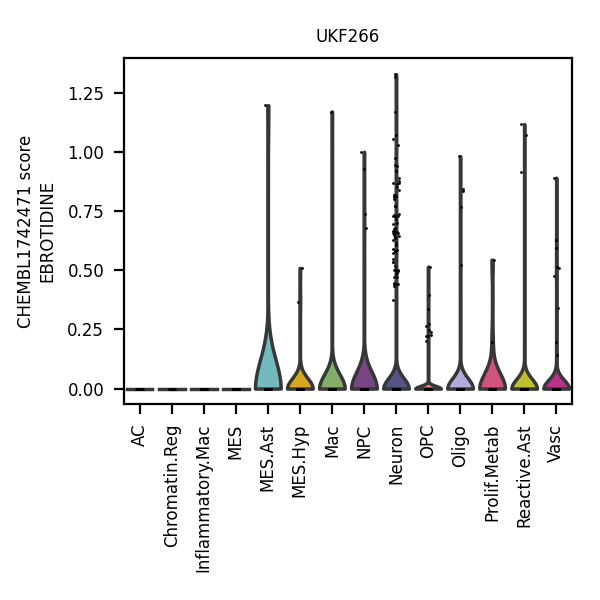 UKF266
CHEMBL1742471 score
EBROTIDINE
1.25
1.00
0.75
0.50
0.25
0.00
AC
Chromatin.Reg
Inflammatory.Mac
MES
MES.Ast
MES.Hyp
Mac
NPC
Neuron
OPC
Oligo
Prolif.Metab
Reactive.Ast
Vasc